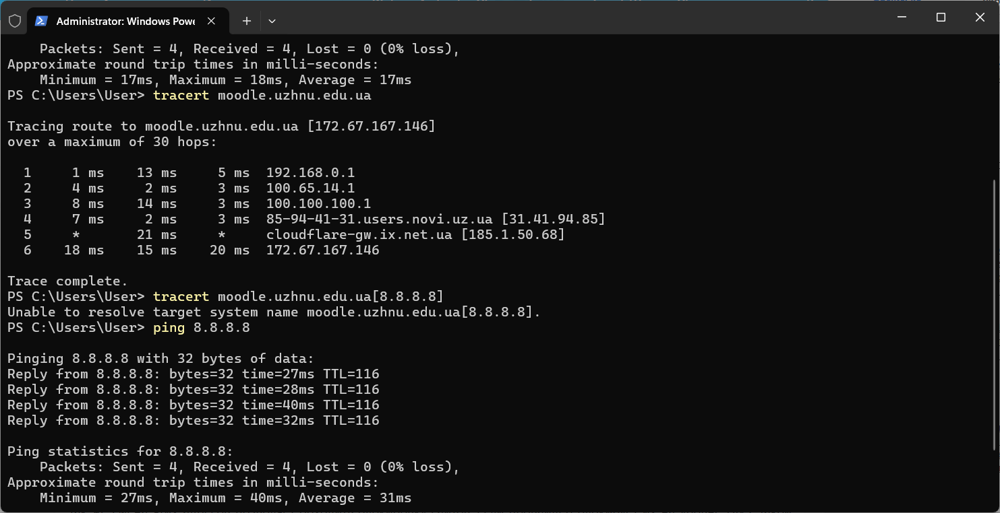 Administrator: Windows Powe
    Packets: Sent = 4, Received = 4, Lost = 0 (0% loss),
Approximate round trip times in milli-seconds:
    Minimum = 17ms, Maximum = 18ms, Average = 17ms
PS C:\Users\User> tracert moodle.uzhnu.edu.ua
Tracing route to moodle.uzhnu.edu.ua [172.67.167.146]
over a maximum of 30 hops:
  1     1 ms    13 ms     5 ms  192.168.0.1
  2     4 ms     2 ms     3 ms  100.65.14.1
  3     8 ms    14 ms     3 ms  100.100.100.1
  4     7 ms     2 ms     3 ms  85-94-41-31.users.novi.uz.ua [31.41.94.85]
  5     *       21 ms     *     cloudflare-gw.ix.net.ua [185.1.50.68]
  6    18 ms    15 ms    20 ms  172.67.167.146
Trace complete.
PS C:\Users\User> tracert moodle.uzhnu.edu.ua[8.8.8.8]
Unable to resolve target system name moodle.uzhnu.edu.ua[8.8.8.8].
PS C:\Users\User> ping 8.8.8.8
Pinging 8.8.8.8 with 32 bytes of data:
Reply from 8.8.8.8: bytes=32 time=27ms TTL=116
Reply from 8.8.8.8: bytes=32 time=28ms TTL=116
Reply from 8.8.8.8: bytes=32 time=40ms TTL=116
Reply from 8.8.8.8: bytes=32 time=32ms TTL=116
Ping statistics for 8.8.8.8:
    Packets: Sent = 4, Received = 4, Lost = 0 (0% loss),
Approximate round trip times in milli-seconds:
    Minimum = 27ms, Maximum = 40ms, Average = 31ms